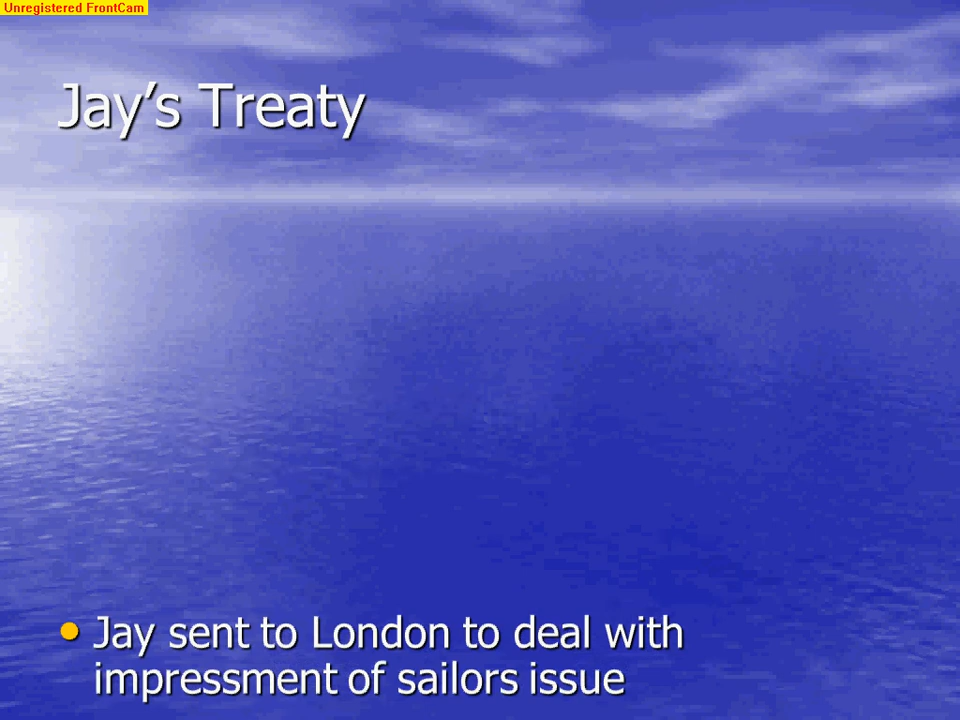 Unregistered FrontCam
Jay’s Treaty
• Jay sent to London to deal with
impressment of sailors issue